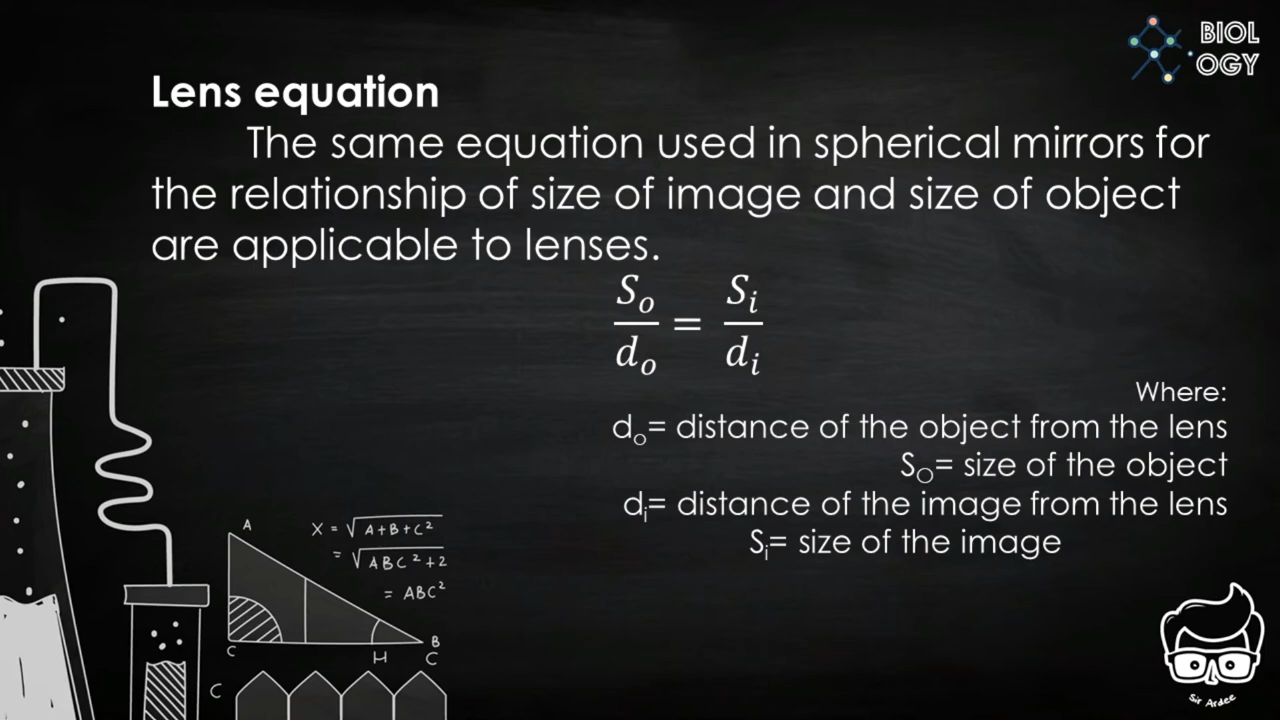 BIOL
OGY
Lens equation
The same equation used in spherical mirrors for
the relationship of size of image and size of object
are applicable to lenses.
Sₒ/dₒ = Sᵢ/dᵢ
Where:
dₒ= distance of the object from the lens
S_O= size of the object
dᵢ= distance of the image from the lens
Sᵢ= size of the image
A
X = √A+B+C²
= √ABC²+2
= ABC²
C
H
B
C
C
Sir Ardee